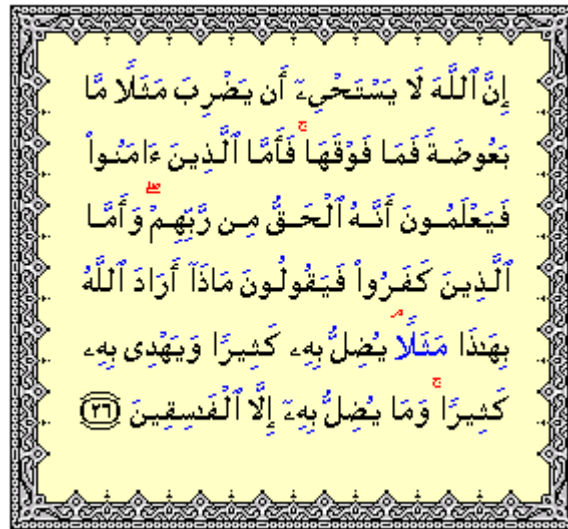 إِنَّ ٱللَّهَ لَا يَسْتَحْىِۦٓ أَن يَضْرِبَ مَثَلًا مَّا
بَعُوضَةً فَمَا فَوْقَهَا ۚ فَأَمَّا ٱلَّذِينَ ءَامَنُوا۟
فَيَعْلَمُونَ أَنَّهُ ٱلْحَقُّ مِن رَّبِّهِمْ ۖ وَأَمَّا
ٱلَّذِينَ كَفَرُوا۟ فَيَقُولُونَ مَاذَآ أَرَادَ ٱللَّهُ
بِهَٰذَا مَثَلًا ۘ يُضِلُّ بِهِۦ كَثِيرًا وَيَهْدِى بِهِۦ
كَثِيرًا ۚ وَمَا يُضِلُّ بِهِۦٓ إِلَّا ٱلْفَٰسِقِينَ ٢٦